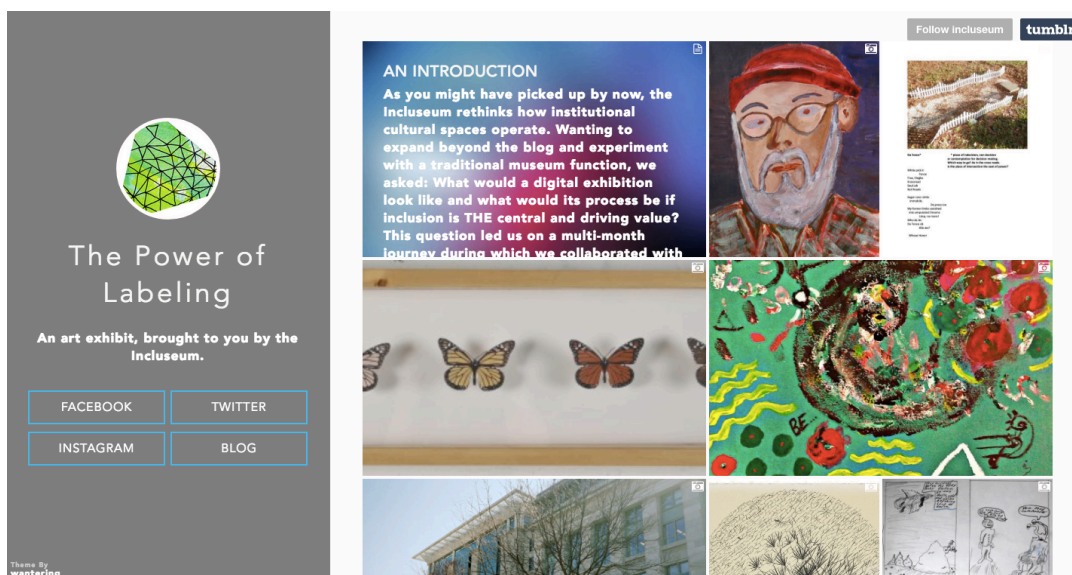 Follow incluseum
tumblr
The Power of
Labeling
An art exhibit, brought to you by the
Incluseum.
FACEBOOK
TWITTER
INSTAGRAM
BLOG
Theme By
wantering
AN INTRODUCTION
As you might have picked up by now, the
Incluseum rethinks how institutional
cultural spaces operate. Wanting to
expand beyond the blog and experiment
with a traditional museum function, we
asked: What would a digital exhibition
look like and what would its process be if
inclusion is THE central and driving value?
This question led us on a multi-month
journey during which we collaborated with
BE...